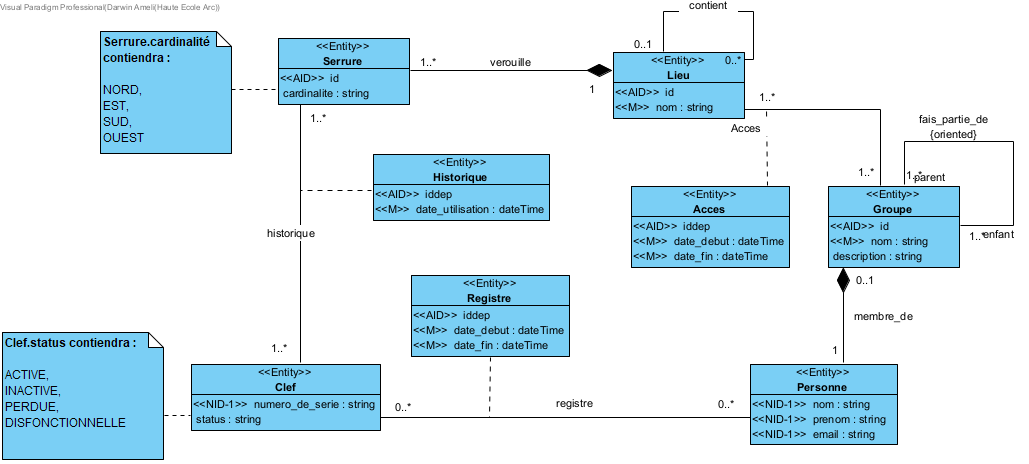 Visual Paradigm Professional(Darwin Ameli(Haute Ecole Arc))
contient
0..1
0..*
Serrure.cardinalité
contiendra :
NORD,
EST,
SUD,
OUEST
<<Entity>>
Serrure
<<AID>> id
cardinalite : string
1..*
verouille
1
<<Entity>>
Lieu
<<AID>> id
<<M>> nom : string
1..*
Acces
1..*
fais_partie_de
{oriented}
1..*
parent
1..*
enfant
<<Entity>>
Historique
<<AID>> iddep
<<M>> date_utilisation : dateTime
<<Entity>>
Acces
<<AID>> iddep
<<M>> date_debut : dateTime
<<M>> date_fin : dateTime
<<Entity>>
Groupe
<<AID>> id
<<M>> nom : string
description : string
1..*
historique
1..*
0..1
membre_de
1
<<Entity>>
Registre
<<AID>> iddep
<<M>> date_debut : dateTime
<<M>> date_fin : dateTime
Clef.status contiendra :
ACTIVE,
INACTIVE,
PERDUE,
DISFONCTIONNELLE
<<Entity>>
Clef
<<NID-1>> numero_de_serie : string
status : string
0..*
registre
0..*
<<Entity>>
Personne
<<NID-1>> nom : string
<<NID-1>> prenom : string
<<NID-1>> email : string